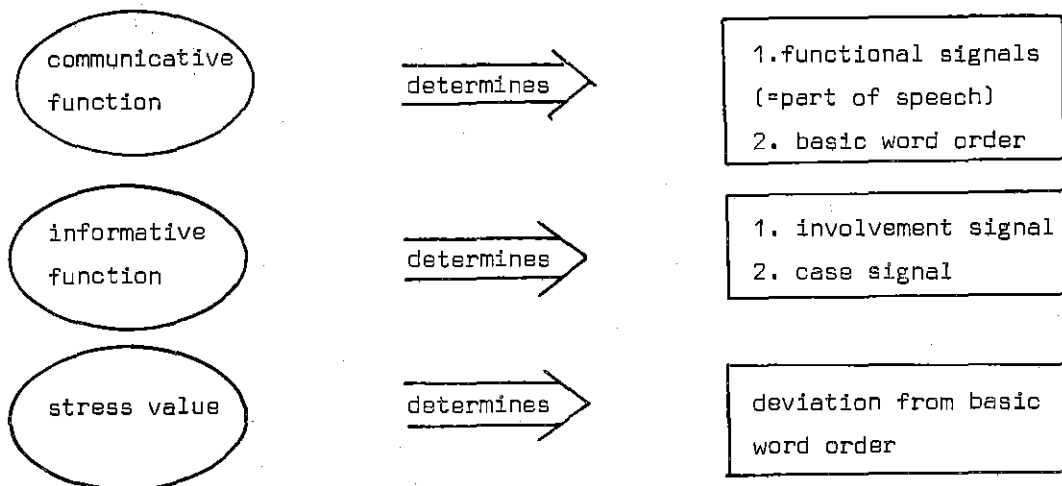 communicative
function
determines
1.functional signals
(=part of speech)
2. basic word order
informative
function
determines
1. involvement signal
2. case signal
stress value
determines
deviation from basic
word order